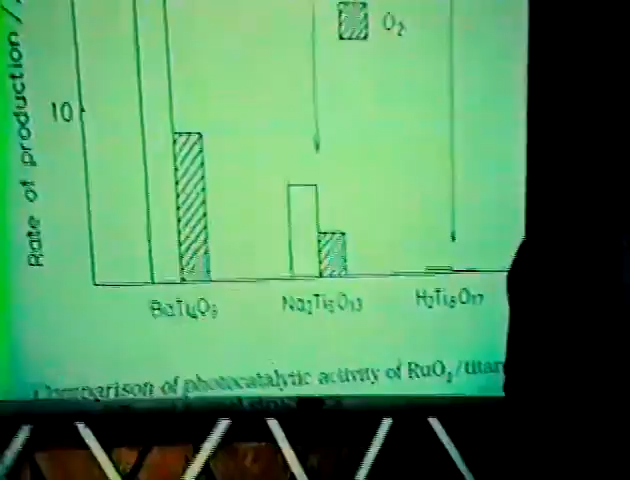 O₂
Rate of production /
10
BaTi₄O₉ Na₂Ti₆O₁₃ H₂Ti₈O₁₇
Comparison of photocatalytic activity of RuO₂/titan